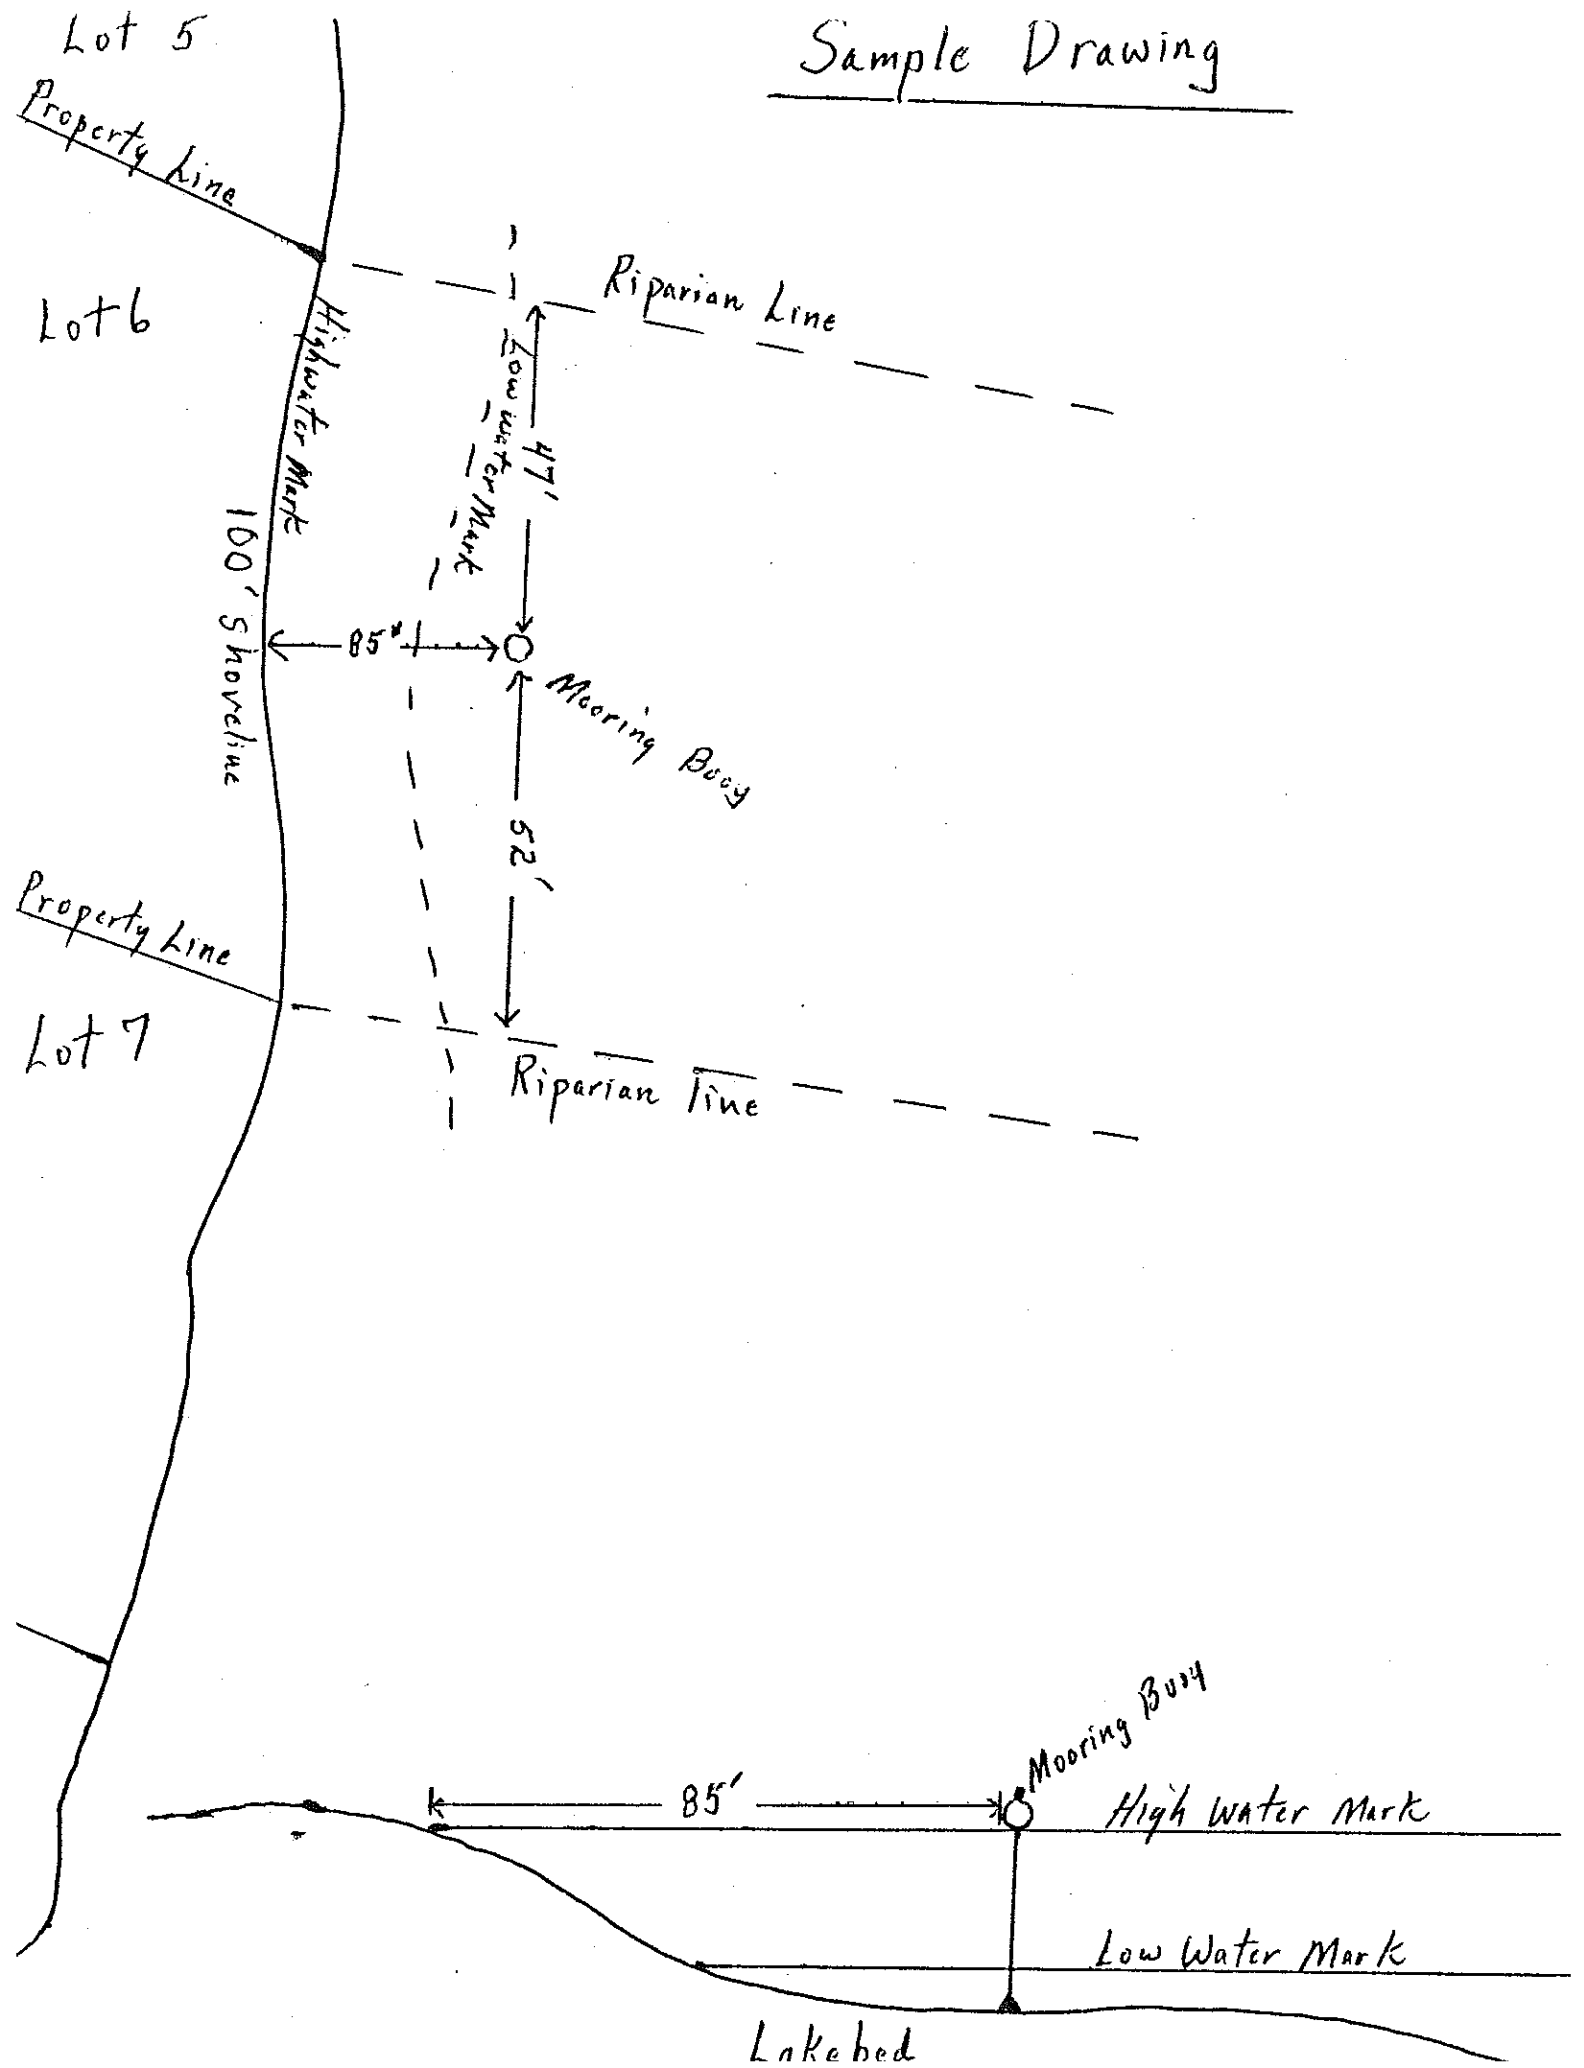 Sample Drawing
Lot 5
Property Line
Lot 6
Highwater Mark
Riparian Line
Low water Mark
47'
100' Shoreline
85'
Mooring Buoy
52'
Property Line
Lot 7
Riparian line
Mooring Buoy
85'
High Water Mark
Low Water Mark
Lakebed